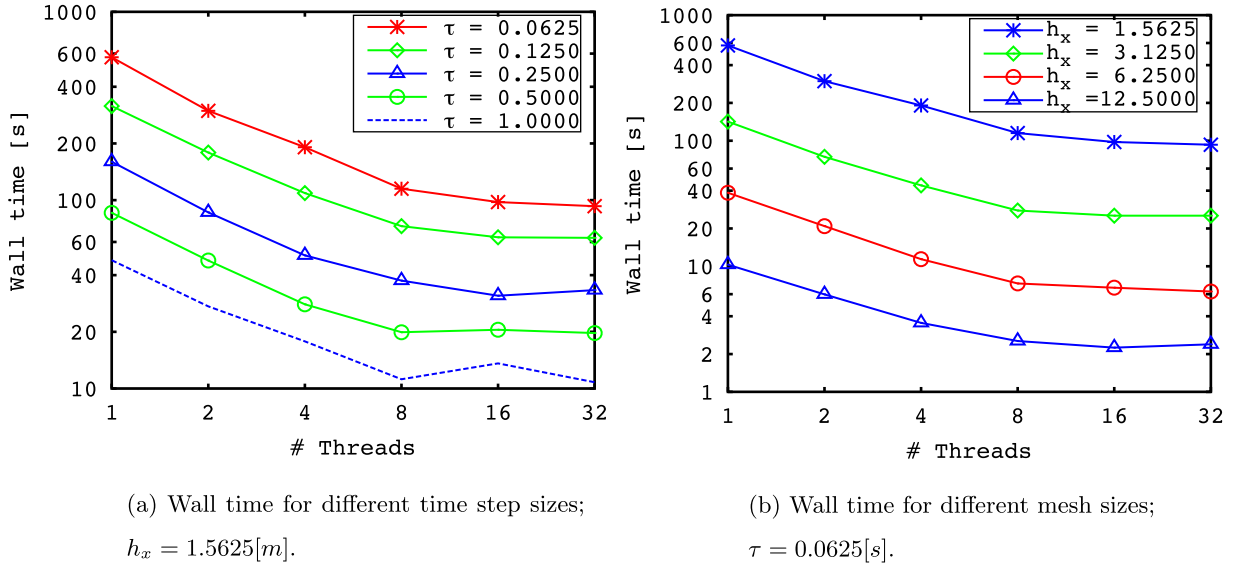 1000
600
400
200
100
60
40
20
10
Wall time [s]
τ = 0.0625
τ = 0.1250
τ = 0.2500
τ = 0.5000
τ = 1.0000
1 2 4 8 16 32
# Threads
(a) Wall time for different time step sizes;
hₓ = 1.5625[m].
1000
600
400
200
100
60
40
20
10
6
4
2
1
Wall time [s]
hₓ = 1.5625
hₓ = 3.1250
hₓ = 6.2500
hₓ =12.5000
1 2 4 8 16 32
# Threads
(b) Wall time for different mesh sizes;
τ = 0.0625[s].